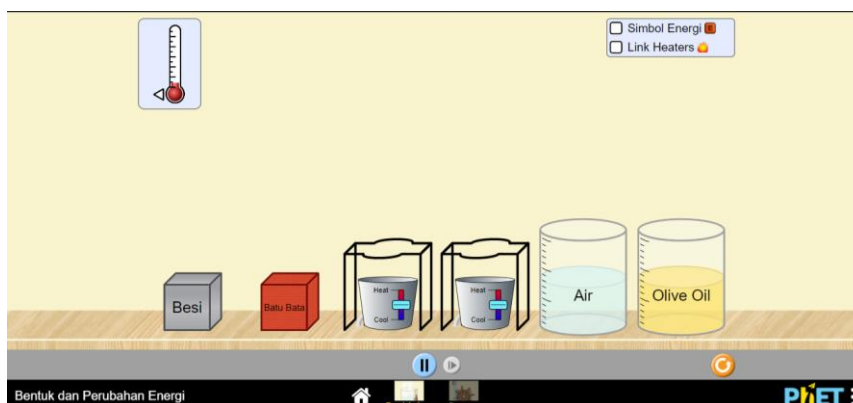 Simbol Energi
Link Heaters
Besi
Batu Bata
Heat
Cool
Heat
Cool
Air
Olive Oil
Bentuk dan Perubahan Energi
PhET